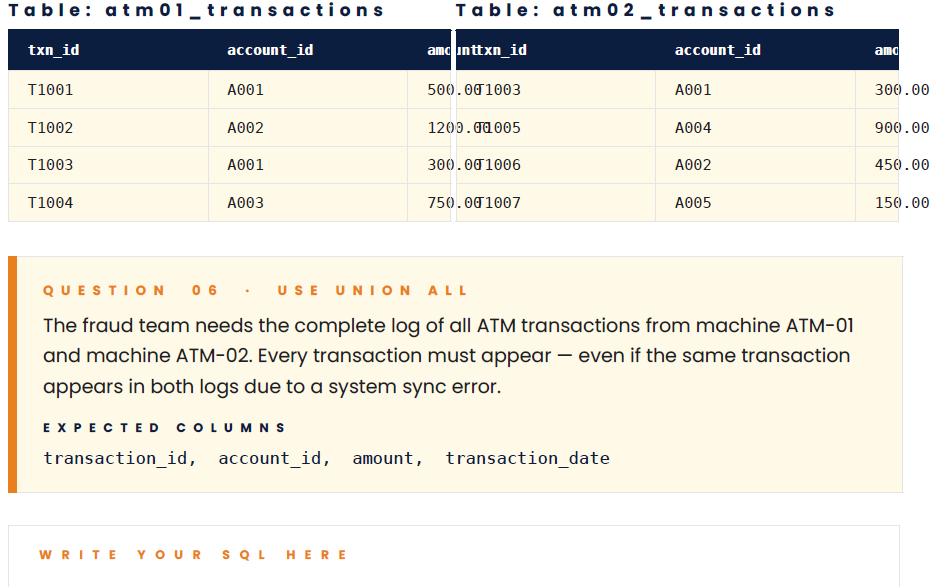 Table: atm01_transactions Table: atm02_transactions
txn_id account_id amount txn_id account_id amo
T1001 A001 500.00 T1003 A001 300.00
T1002 A002 1200.00 T1005 A004 900.00
T1003 A001 300.00 T1006 A002 450.00
T1004 A003 750.00 T1007 A005 150.00
QUESTION 06 · USE UNION ALL
The fraud team needs the complete log of all ATM transactions from machine ATM-01
and machine ATM-02. Every transaction must appear — even if the same transaction
appears in both logs due to a system sync error.
EXPECTED COLUMNS
transaction_id, account_id, amount, transaction_date
WRITE YOUR SQL HERE